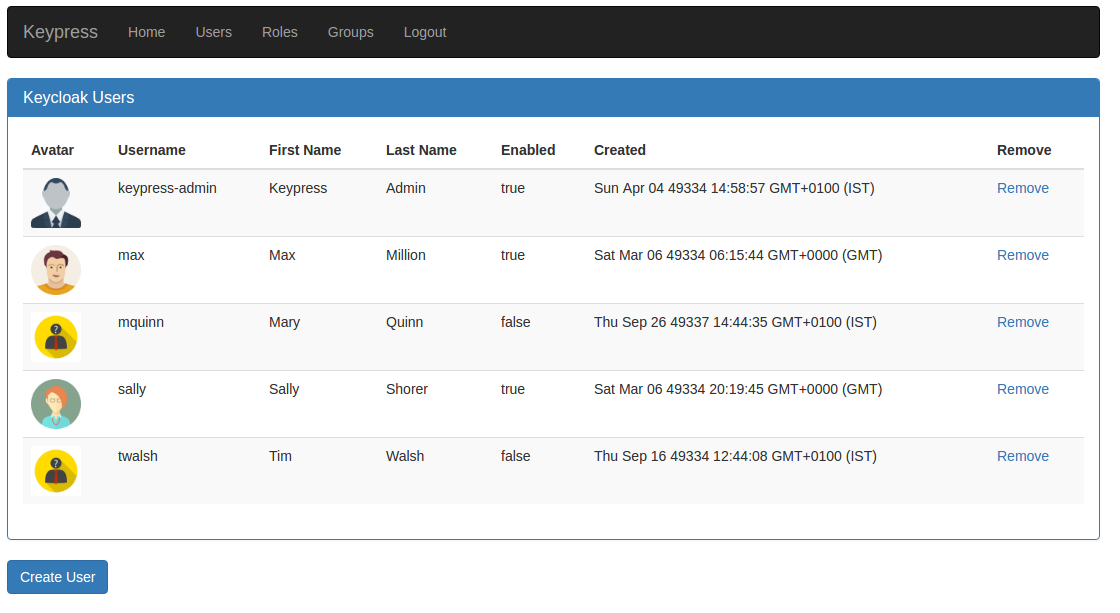 Keypress Home Users Roles Groups Logout
Keycloak Users
Avatar Username First Name Last Name Enabled Created Remove
keypress-admin Keypress Admin true Sun Apr 04 49334 14:58:57 GMT+0100 (IST) Remove
max Max Million true Sat Mar 06 49334 06:15:44 GMT+0000 (GMT) Remove
mquinn Mary Quinn false Thu Sep 26 49337 14:44:35 GMT+0100 (IST) Remove
sally Sally Shorer true Sat Mar 06 49334 20:19:45 GMT+0000 (GMT) Remove
twalsh Tim Walsh false Thu Sep 16 49334 12:44:08 GMT+0100 (IST) Remove
Create User